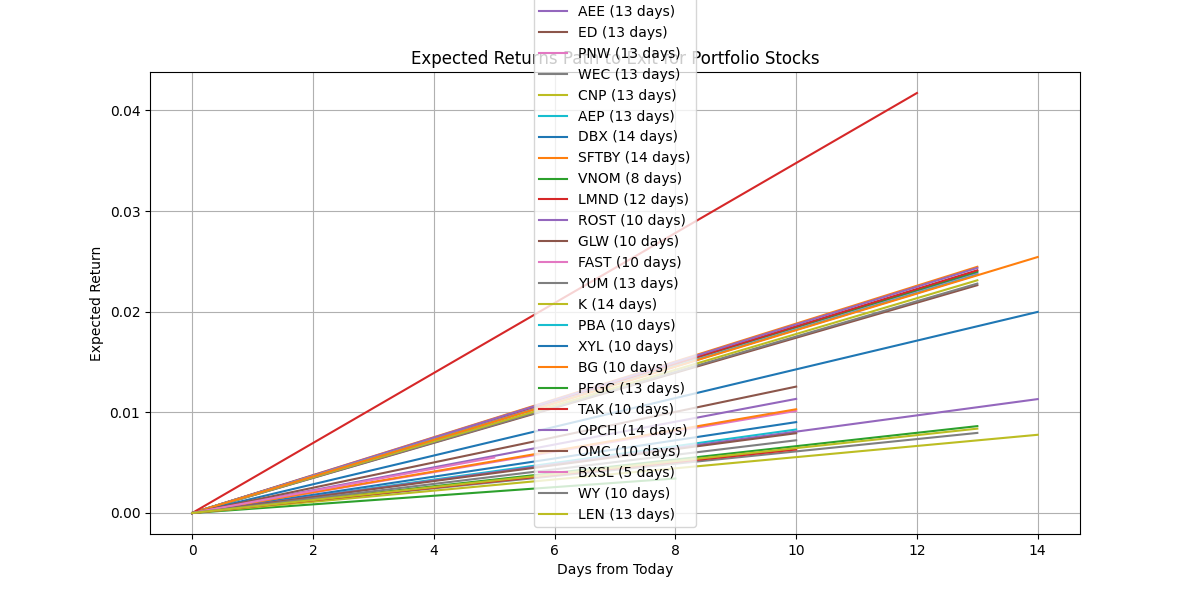 AEE (13 days)
ED (13 days)
PNW (13 days)
Expected Returns Path to Exit for Portfolio Stocks
WEC (13 days)
CNP (13 days)
AEP (13 days)
DBX (14 days)
SFTBY (14 days)
VNOM (8 days)
LMND (12 days)
ROST (10 days)
GLW (10 days)
FAST (10 days)
YUM (13 days)
K (14 days)
PBA (10 days)
XYL (10 days)
BG (10 days)
PFGC (13 days)
TAK (10 days)
OPCH (14 days)
OMC (10 days)
BXSL (5 days)
WY (10 days)
LEN (13 days)
0.04
0.03
0.02
0.01
0.00
Expected Return
0 2 4 6 8 10 12 14
Days from Today